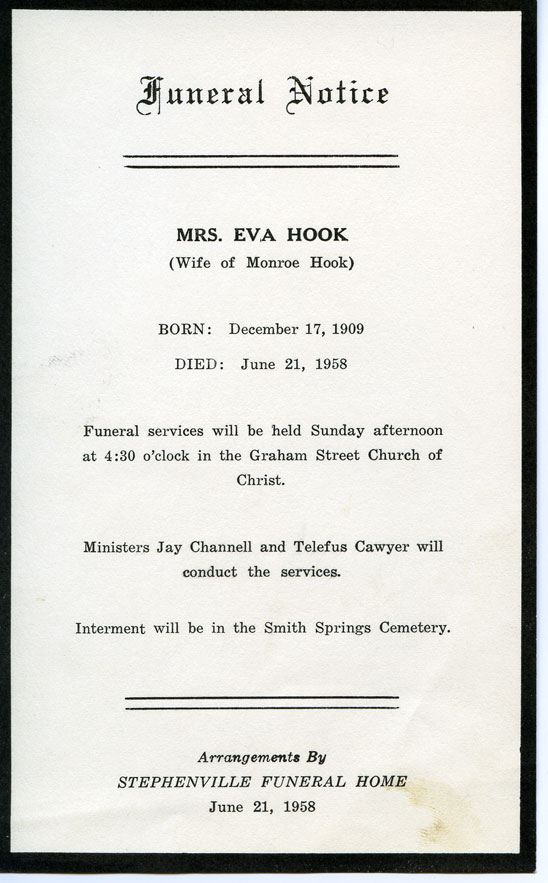 Funeral Notice
MRS. EVA HOOK
(Wife of Monroe Hook)
BORN: December 17, 1909
DIED: June 21, 1958
Funeral services will be held Sunday afternoon
at 4:30 o'clock in the Graham Street Church of
Christ.
Ministers Jay Channell and Telefus Cawyer will
conduct the services.
Interment will be in the Smith Springs Cemetery.
Arrangements By
STEPHENVILLE FUNERAL HOME
June 21, 1958